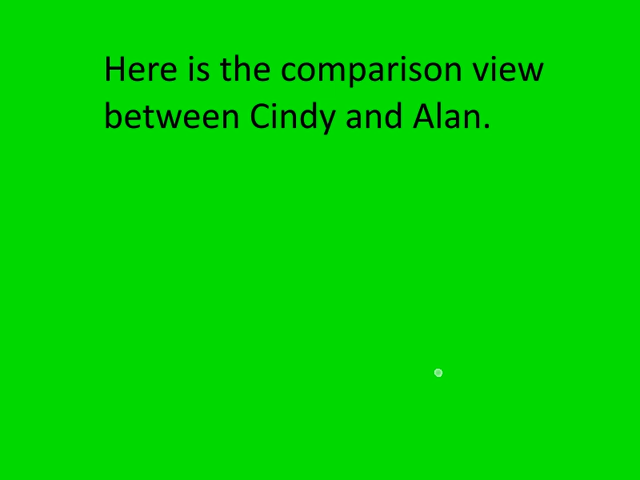 Here is the comparison view
between Cindy and Alan.